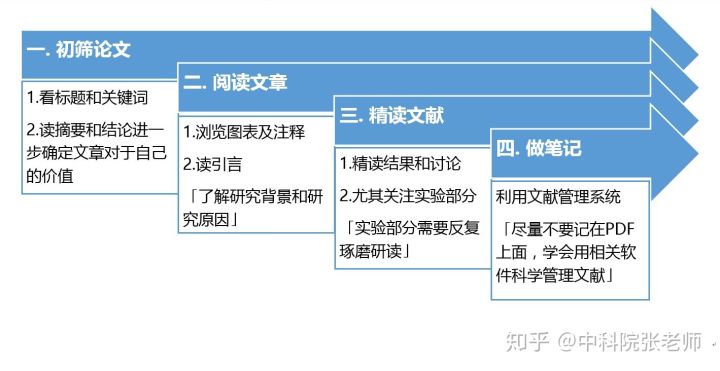 一. 初筛论文
1.看标题和关键词
2.读摘要和结论进一
步确定文章对于自己
的价值
二. 阅读文章
1.浏览图表及注释
2.读引言
「了解研究背景和研
究原因」
三. 精读文献
1.精读结果和讨论
2.尤其关注实验部分
「实验部分需要反复
琢磨研读」
四. 做笔记
利用文献管理系统
「尽量不要记在PDF
上面，学会用相关软
件科学管理文献」
知乎 @中科院张老师